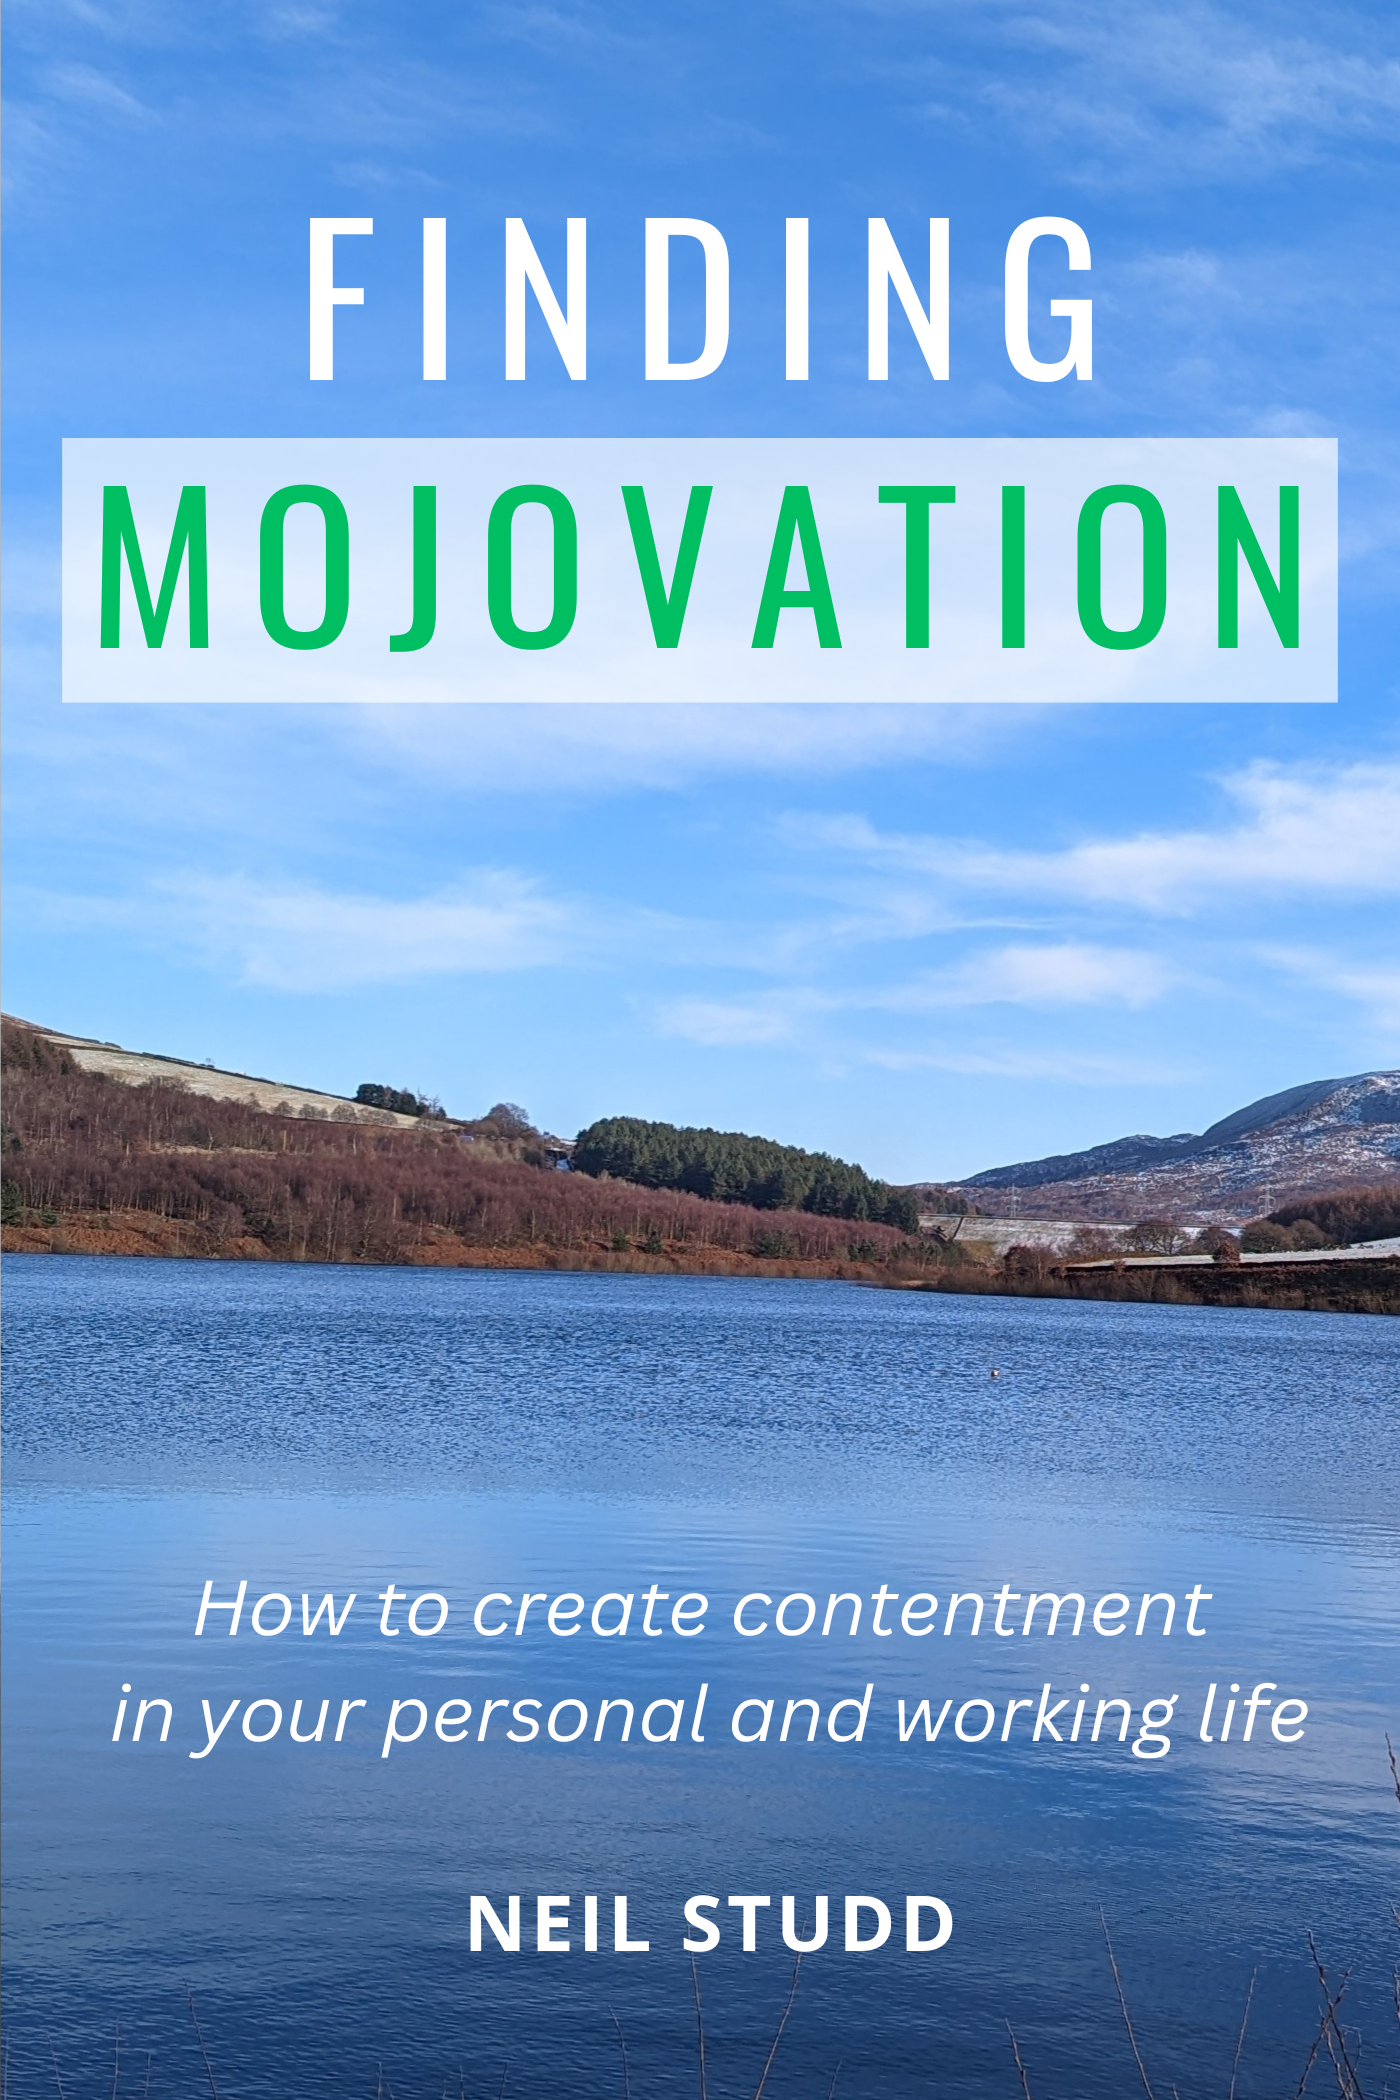 FINDING
MOJOVATION
How to create contentment
in your personal and working life
NEIL STUDD